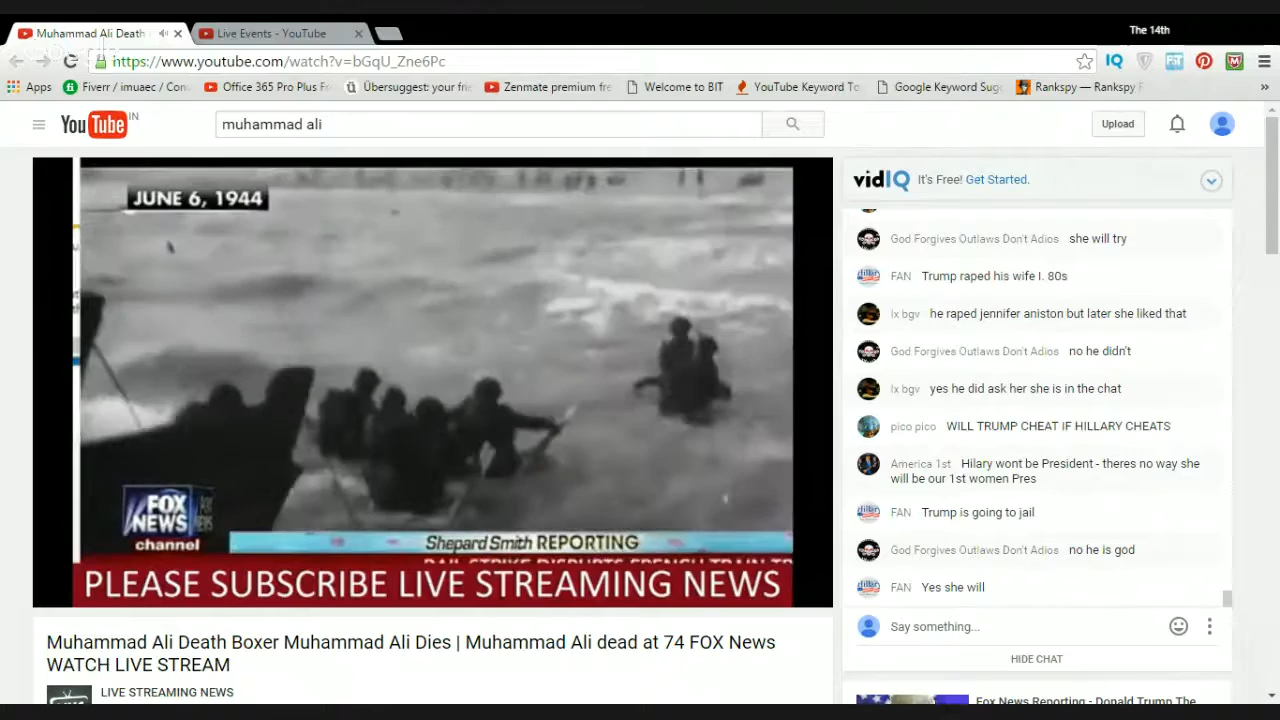 The 14th
Muhammad Ali Death
Live Events - YouTube
https://www.youtube.com/watch?v=bGqU_Zne6Pc
IQ
Apps
Fiverr / imuaec / Con
Office 365 Pro Plus F
Übersuggest: your frie
Zenmate premium fre
Welcome to BIT
YouTube Keyword To
Google Keyword Sug
Rankspy — Rankspy F
»
YouTube IN
muhammad ali
Upload
JUNE 6, 1944
FOX
NEWS
channel
Shepard Smith REPORTING
RAIL STRIKE DISRUPTS FRENCH TRAIN TR
PLEASE SUBSCRIBE LIVE STREAMING NEWS
Muhammad Ali Death Boxer Muhammad Ali Dies | Muhammad Ali dead at 74 FOX News
WATCH LIVE STREAM
LIVE STREAMING NEWS
vidIQ It's Free! Get Started.
God Forgives Outlaws Don't Adios she will try
FAN Trump raped his wife I. 80s
lx bgv he raped jennifer aniston but later she liked that
God Forgives Outlaws Don't Adios no he didn't
lx bgv yes he did ask her she is in the chat
pico pico WILL TRUMP CHEAT IF HILLARY CHEATS
America 1st Hilary wont be President - theres no way she
will be our 1st women Pres
FAN Trump is going to jail
God Forgives Outlaws Don't Adios no he is god
FAN Yes she will
Say something...
HIDE CHAT
Fox News Reporting - Donald Trump The